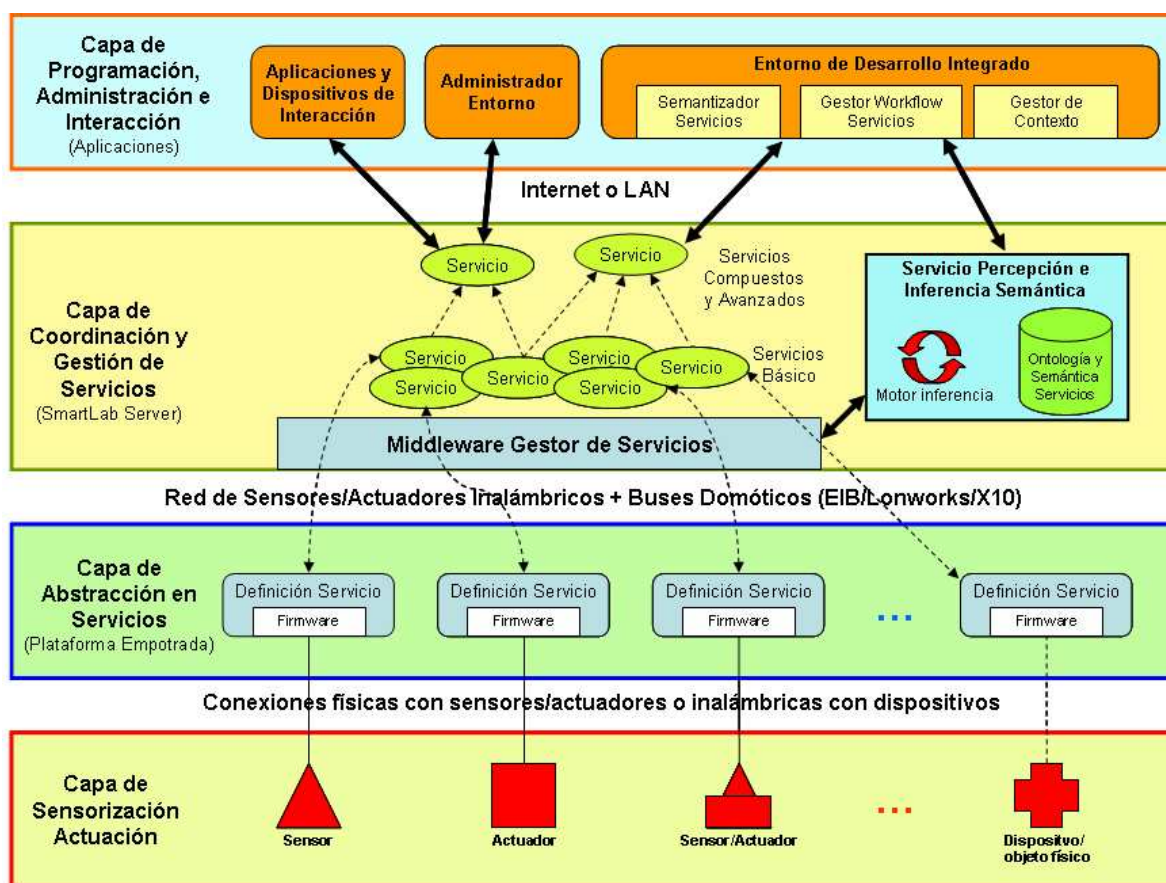 Capa de
Programación,
Administración e
Interacción
(Aplicaciones)
Aplicaciones y
Dispositivos de
Interacción
Administrador
Entorno
Entorno de Desarrollo Integrado
Semantizador
Servicios
Gestor Workflow
Servicios
Gestor de
Contexto
Internet o LAN
Capa de
Coordinación y
Gestión de
Servicios
(SmartLab Server)
Servicio
Servicio
Servicios
Compuestos
y Avanzados
Servicio
Servicio
Servicio
Servicio
Servicio
Servicio
Servicios
Básico
Middleware Gestor de Servicios
Servicio Percepción e
Inferencia Semántica
Motor inferencia
Ontología y
Semántica
Servicios
Red de Sensores/Actuadores Inalámbricos + Buses Domóticos (EIB/Lonworks/X10)
Capa de
Abstracción en
Servicios
(Plataforma Empotrada)
Definición Servicio
Firmware
Definición Servicio
Firmware
Definición Servicio
Firmware
...
Definición Servicio
Firmware
Conexiones físicas con sensores/actuadores o inalámbricas con dispositivos
Capa de
Sensorización
Actuación
Sensor
Actuador
Sensor/Actuador
...
Dispositvo/
objeto físico